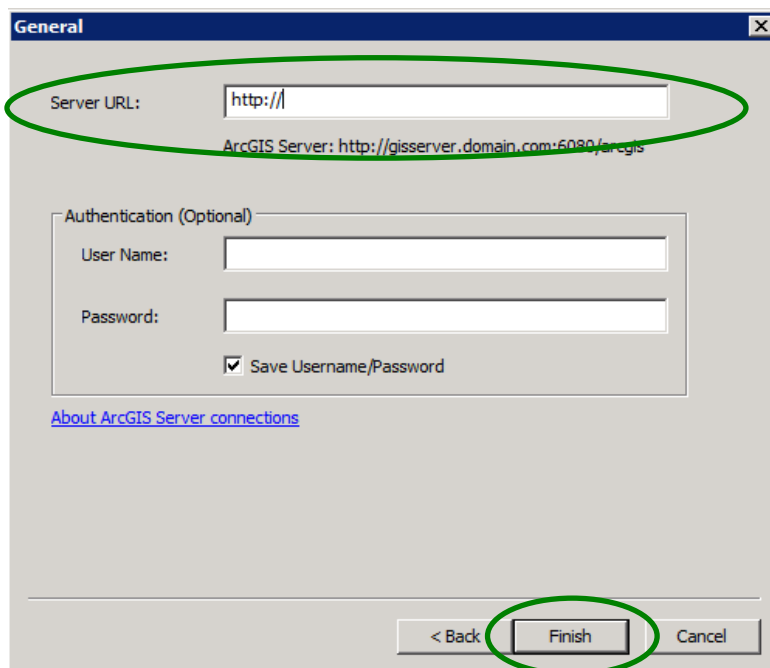 General
Server URL: http://
ArcGIS Server: http://gisserver.domain.com:6080/arcgis
Authentication (Optional)
User Name:
Password:
Save Username/Password
About ArcGIS Server connections
< Back Finish Cancel